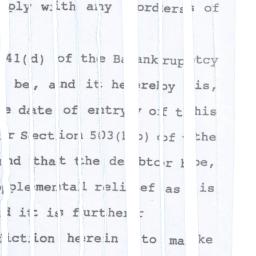 ply with any orders of
41(d) of the Bankruptcy
be, and it hereby is,
date of entry of this
r Section 503(b) of the
nd that the debtor be,
plemental relief as is
d it is further
iction herein to make